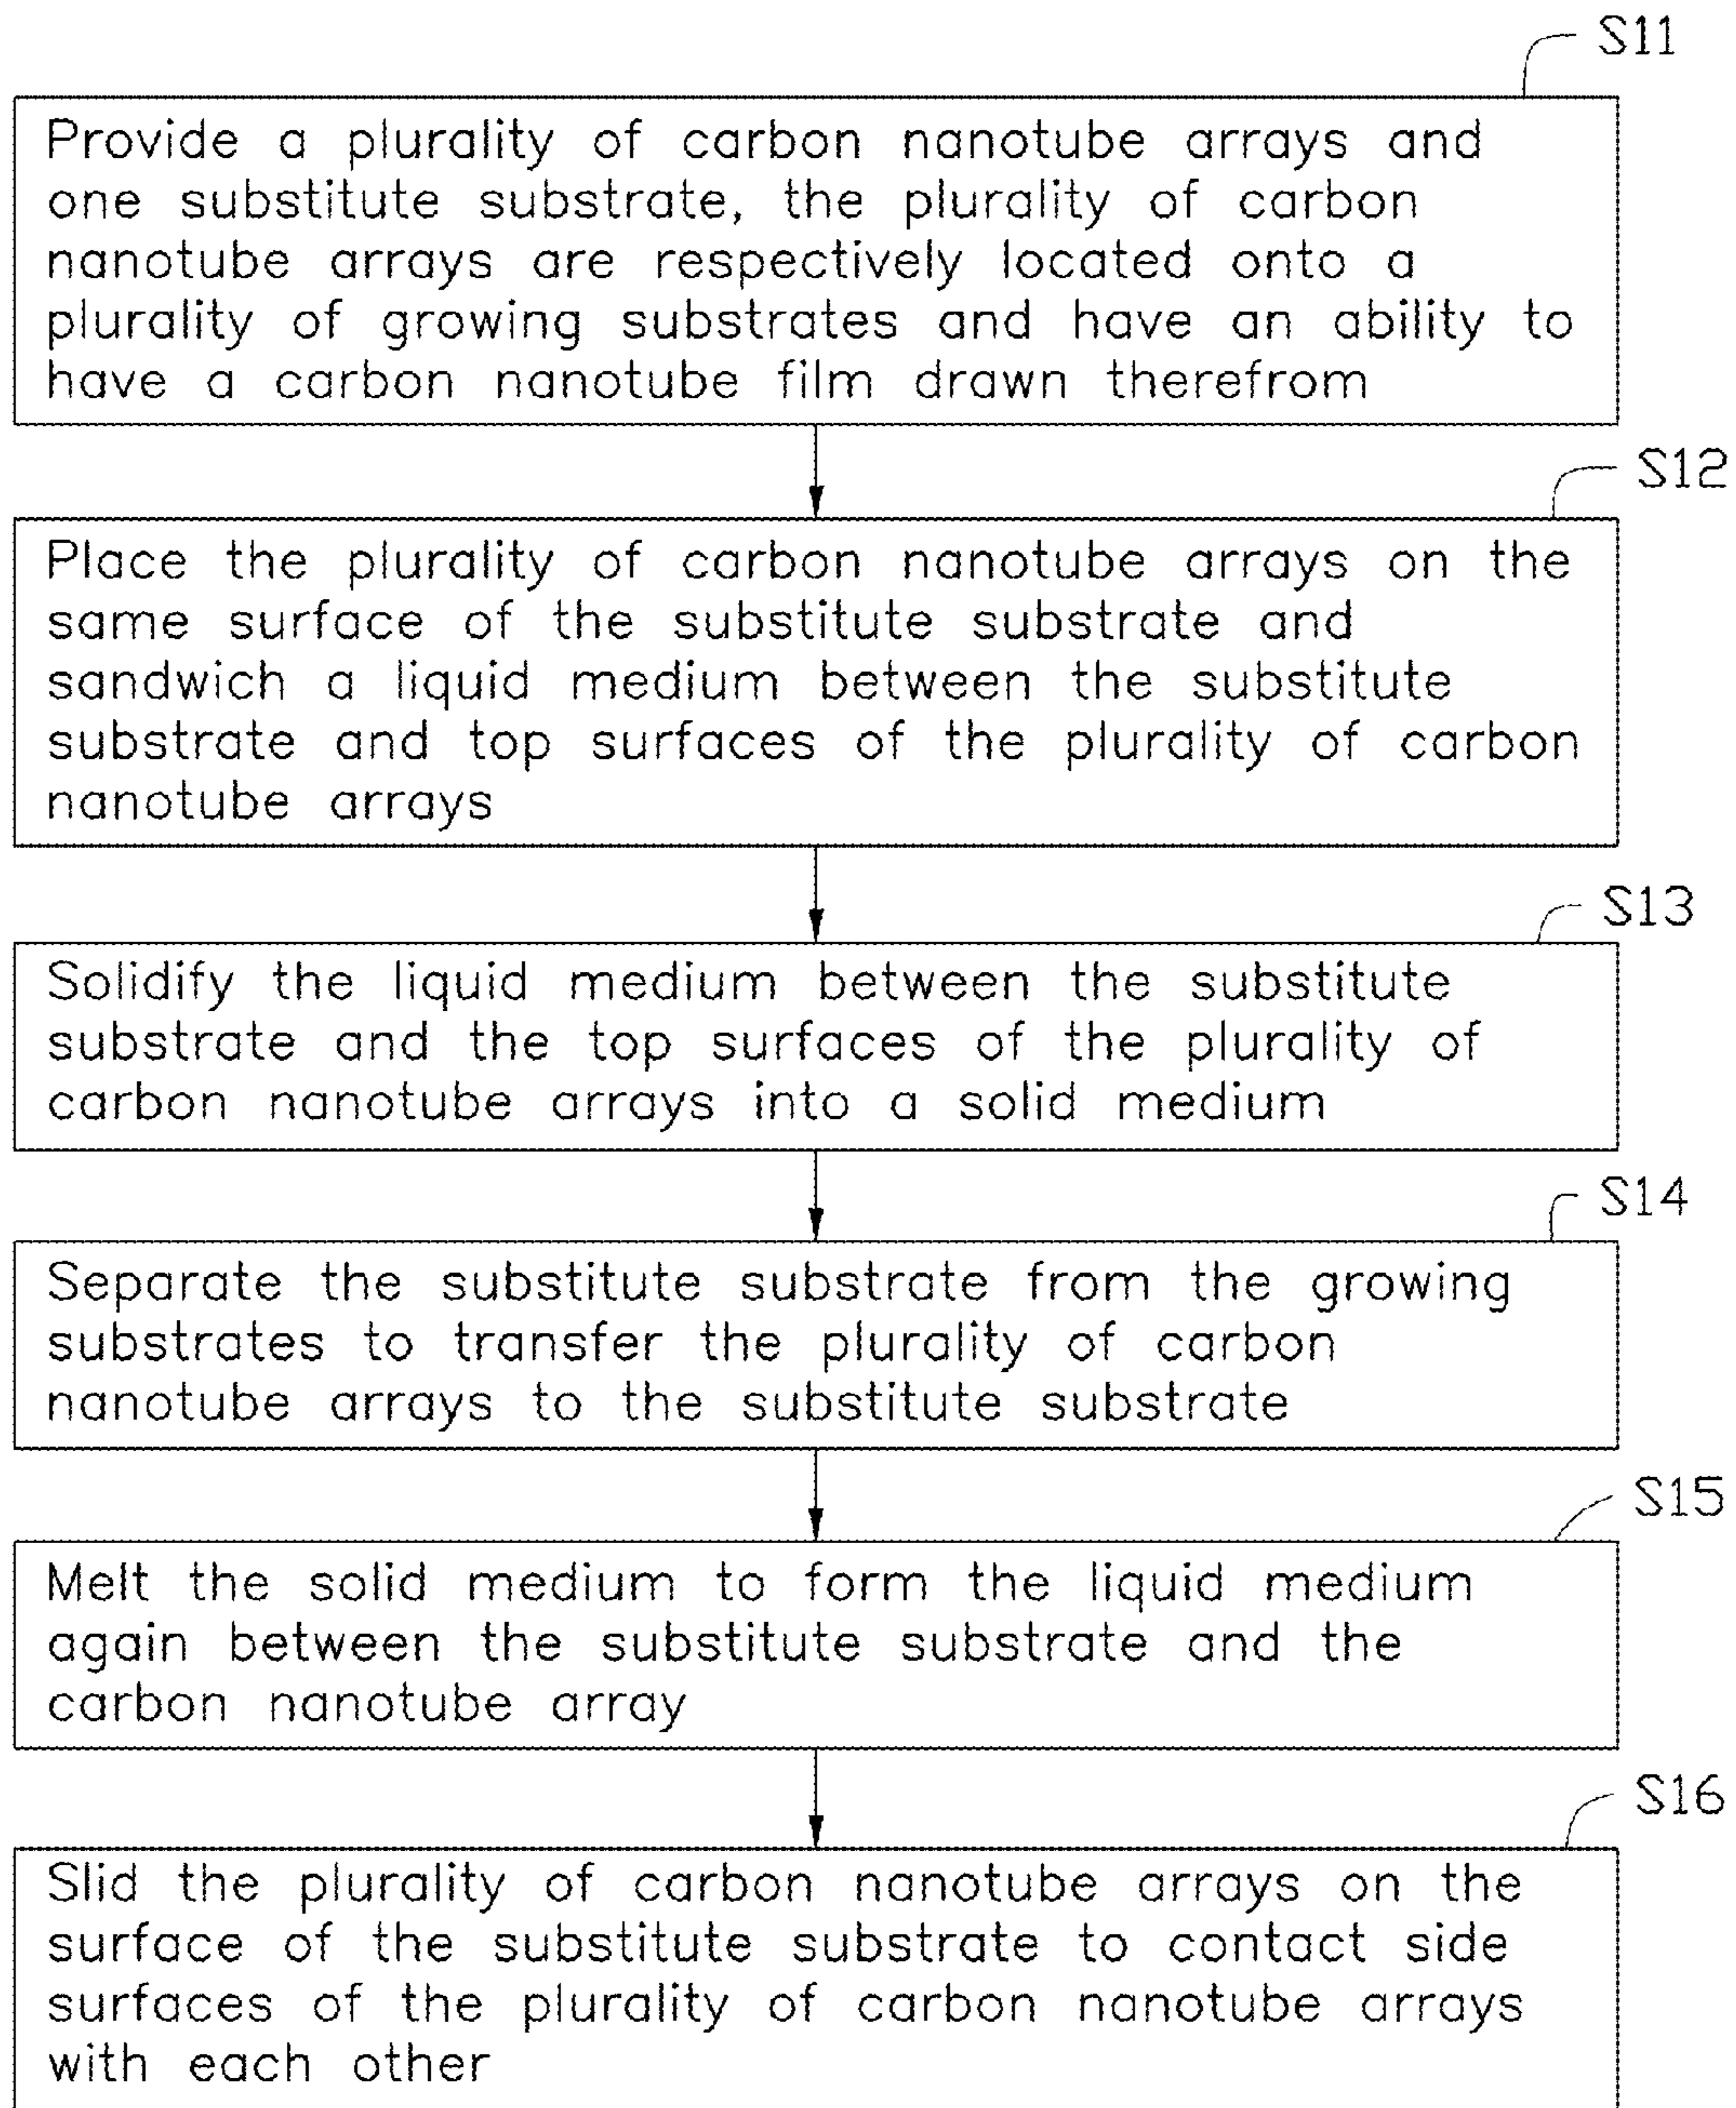 S11
Provide a plurality of carbon nanotube arrays and
one substitute substrate, the plurality of carbon
nanotube arrays are respectively located onto a
plurality of growing substrates and have an ability to
have a carbon nanotube film drawn therefrom
S12
Place the plurality of carbon nanotube arrays on the
same surface of the substitute substrate and
sandwich a liquid medium between the substitute
substrate and top surfaces of the plurality of carbon
nanotube arrays
S13
Solidify the liquid medium between the substitute
substrate and the top surfaces of the plurality of
carbon nanotube arrays into a solid medium
S14
Separate the substitute substrate from the growing
substrates to transfer the plurality of carbon
nanotube arrays to the substitute substrate
S15
Melt the solid medium to form the liquid medium
again between the substitute substrate and the
carbon nanotube array
S16
Slid the plurality of carbon nanotube arrays on the
surface of the substitute substrate to contact side
surfaces of the plurality of carbon nanotube arrays
with each other